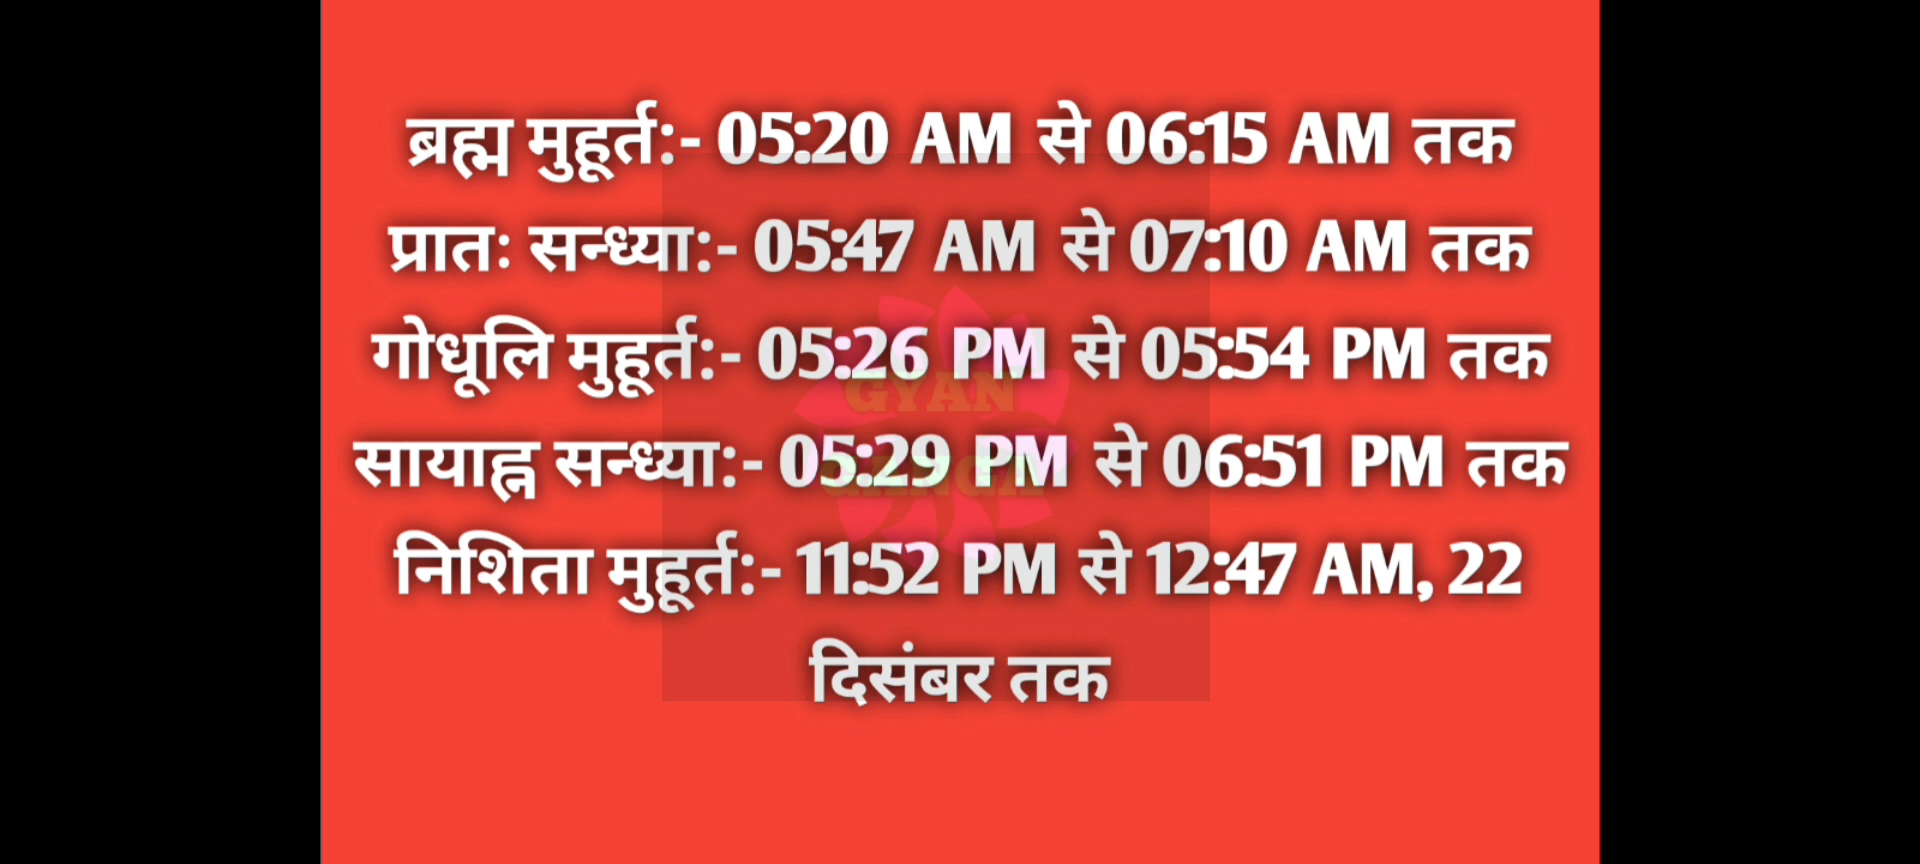 ब्रह्म मुहूर्त:- 05:20 AM से 06:15 AM तक
प्रातः सन्ध्या:- 05:47 AM से 07:10 AM तक
गोधूलि मुहूर्त:- 05:26 PM से 05:54 PM तक
GYAN
सायाह्न सन्ध्या:- 05:29 PM से 06:51 PM तक
GANGA
निशिता मुहूर्त:- 11:52 PM से 12:47 AM, 22
दिसंबर तक